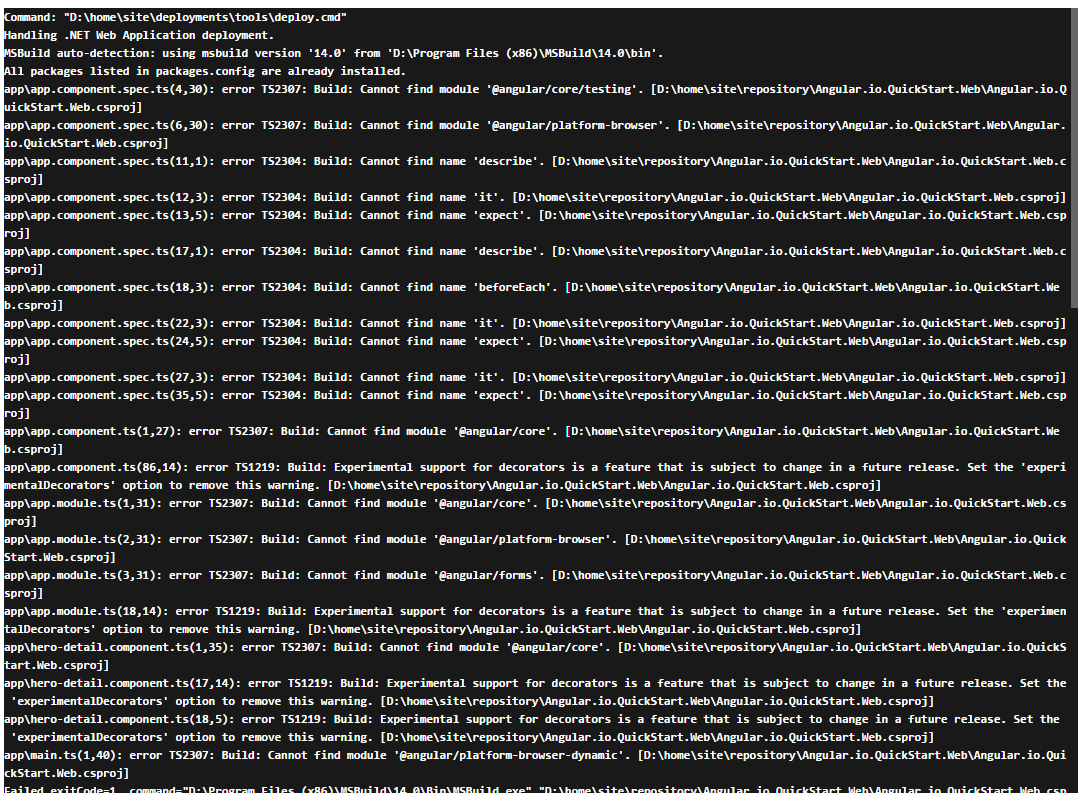 Command: "D:\home\site\deployments\tools\deploy.cmd"
Handling .NET Web Application deployment.
MSBuild auto-detection: using msbuild version '14.0' from 'D:\Program Files (x86)\MSBuild\14.0\bin'.
All packages listed in packages.config are already installed.
app\app.component.spec.ts(4,30): error TS2307: Build: Cannot find module '@angular/core/testing'. [D:\home\site\repository\Angular.io.QuickStart.Web\Angular.io.Q
uickStart.Web.csproj]
app\app.component.spec.ts(6,30): error TS2307: Build: Cannot find module '@angular/platform-browser'. [D:\home\site\repository\Angular.io.QuickStart.Web\Angular.
io.QuickStart.Web.csproj]
app\app.component.spec.ts(11,1): error TS2304: Build: Cannot find name 'describe'. [D:\home\site\repository\Angular.io.QuickStart.Web\Angular.io.QuickStart.Web.c
sproj]
app\app.component.spec.ts(12,3): error TS2304: Build: Cannot find name 'it'. [D:\home\site\repository\Angular.io.QuickStart.Web\Angular.io.QuickStart.Web.csproj]
app\app.component.spec.ts(13,5): error TS2304: Build: Cannot find name 'expect'. [D:\home\site\repository\Angular.io.QuickStart.Web\Angular.io.QuickStart.Web.csp
roj]
app\app.component.spec.ts(17,1): error TS2304: Build: Cannot find name 'describe'. [D:\home\site\repository\Angular.io.QuickStart.Web\Angular.io.QuickStart.Web.c
sproj]
app\app.component.spec.ts(18,3): error TS2304: Build: Cannot find name 'beforeEach'. [D:\home\site\repository\Angular.io.QuickStart.Web\Angular.io.QuickStart.We
b.csproj]
app\app.component.spec.ts(22,3): error TS2304: Build: Cannot find name 'it'. [D:\home\site\repository\Angular.io.QuickStart.Web\Angular.io.QuickStart.Web.csproj]
app\app.component.spec.ts(24,5): error TS2304: Build: Cannot find name 'expect'. [D:\home\site\repository\Angular.io.QuickStart.Web\Angular.io.QuickStart.Web.csp
roj]
app\app.component.spec.ts(27,3): error TS2304: Build: Cannot find name 'it'. [D:\home\site\repository\Angular.io.QuickStart.Web\Angular.io.QuickStart.Web.csproj]
app\app.component.spec.ts(35,5): error TS2304: Build: Cannot find name 'expect'. [D:\home\site\repository\Angular.io.QuickStart.Web\Angular.io.QuickStart.Web.csp
roj]
app\app.component.ts(1,27): error TS2307: Build: Cannot find module '@angular/core'. [D:\home\site\repository\Angular.io.QuickStart.Web\Angular.io.QuickStart.We
b.csproj]
app\app.component.ts(86,14): error TS1219: Build: Experimental support for decorators is a feature that is subject to change in a future release. Set the 'experi
mentalDecorators' option to remove this warning. [D:\home\site\repository\Angular.io.QuickStart.Web\Angular.io.QuickStart.Web.csproj]
app\app.module.ts(1,31): error TS2307: Build: Cannot find module '@angular/core'. [D:\home\site\repository\Angular.io.QuickStart.Web\Angular.io.QuickStart.Web.cs
proj]
app\app.module.ts(2,31): error TS2307: Build: Cannot find module '@angular/platform-browser'. [D:\home\site\repository\Angular.io.QuickStart.Web\Angular.io.Quick
Start.Web.csproj]
app\app.module.ts(3,31): error TS2307: Build: Cannot find module '@angular/forms'. [D:\home\site\repository\Angular.io.QuickStart.Web\Angular.io.QuickStart.Web.c
sproj]
app\app.module.ts(18,14): error TS1219: Build: Experimental support for decorators is a feature that is subject to change in a future release. Set the 'experimen
talDecorators' option to remove this warning. [D:\home\site\repository\Angular.io.QuickStart.Web\Angular.io.QuickStart.Web.csproj]
app\hero-detail.component.ts(1,35): error TS2307: Build: Cannot find module '@angular/core'. [D:\home\site\repository\Angular.io.QuickStart.Web\Angular.io.QuickS
tart.Web.csproj]
app\hero-detail.component.ts(17,14): error TS1219: Build: Experimental support for decorators is a feature that is subject to change in a future release. Set the
 'experimentalDecorators' option to remove this warning. [D:\home\site\repository\Angular.io.QuickStart.Web\Angular.io.QuickStart.Web.csproj]
app\hero-detail.component.ts(18,5): error TS1219: Build: Experimental support for decorators is a feature that is subject to change in a future release. Set the
 'experimentalDecorators' option to remove this warning. [D:\home\site\repository\Angular.io.QuickStart.Web\Angular.io.QuickStart.Web.csproj]
app\main.ts(1,40): error TS2307: Build: Cannot find module '@angular/platform-browser-dynamic'. [D:\home\site\repository\Angular.io.QuickStart.Web\Angular.io.Qui
ckStart.Web.csproj]
Failed exitCode=1, command="D:\Program Files (x86)\MSBuild\14.0\Bin\MSBuild.exe" "D:\home\site\repository\Angular.io.QuickStart.Web\Angular.io.QuickStart.Web.csp